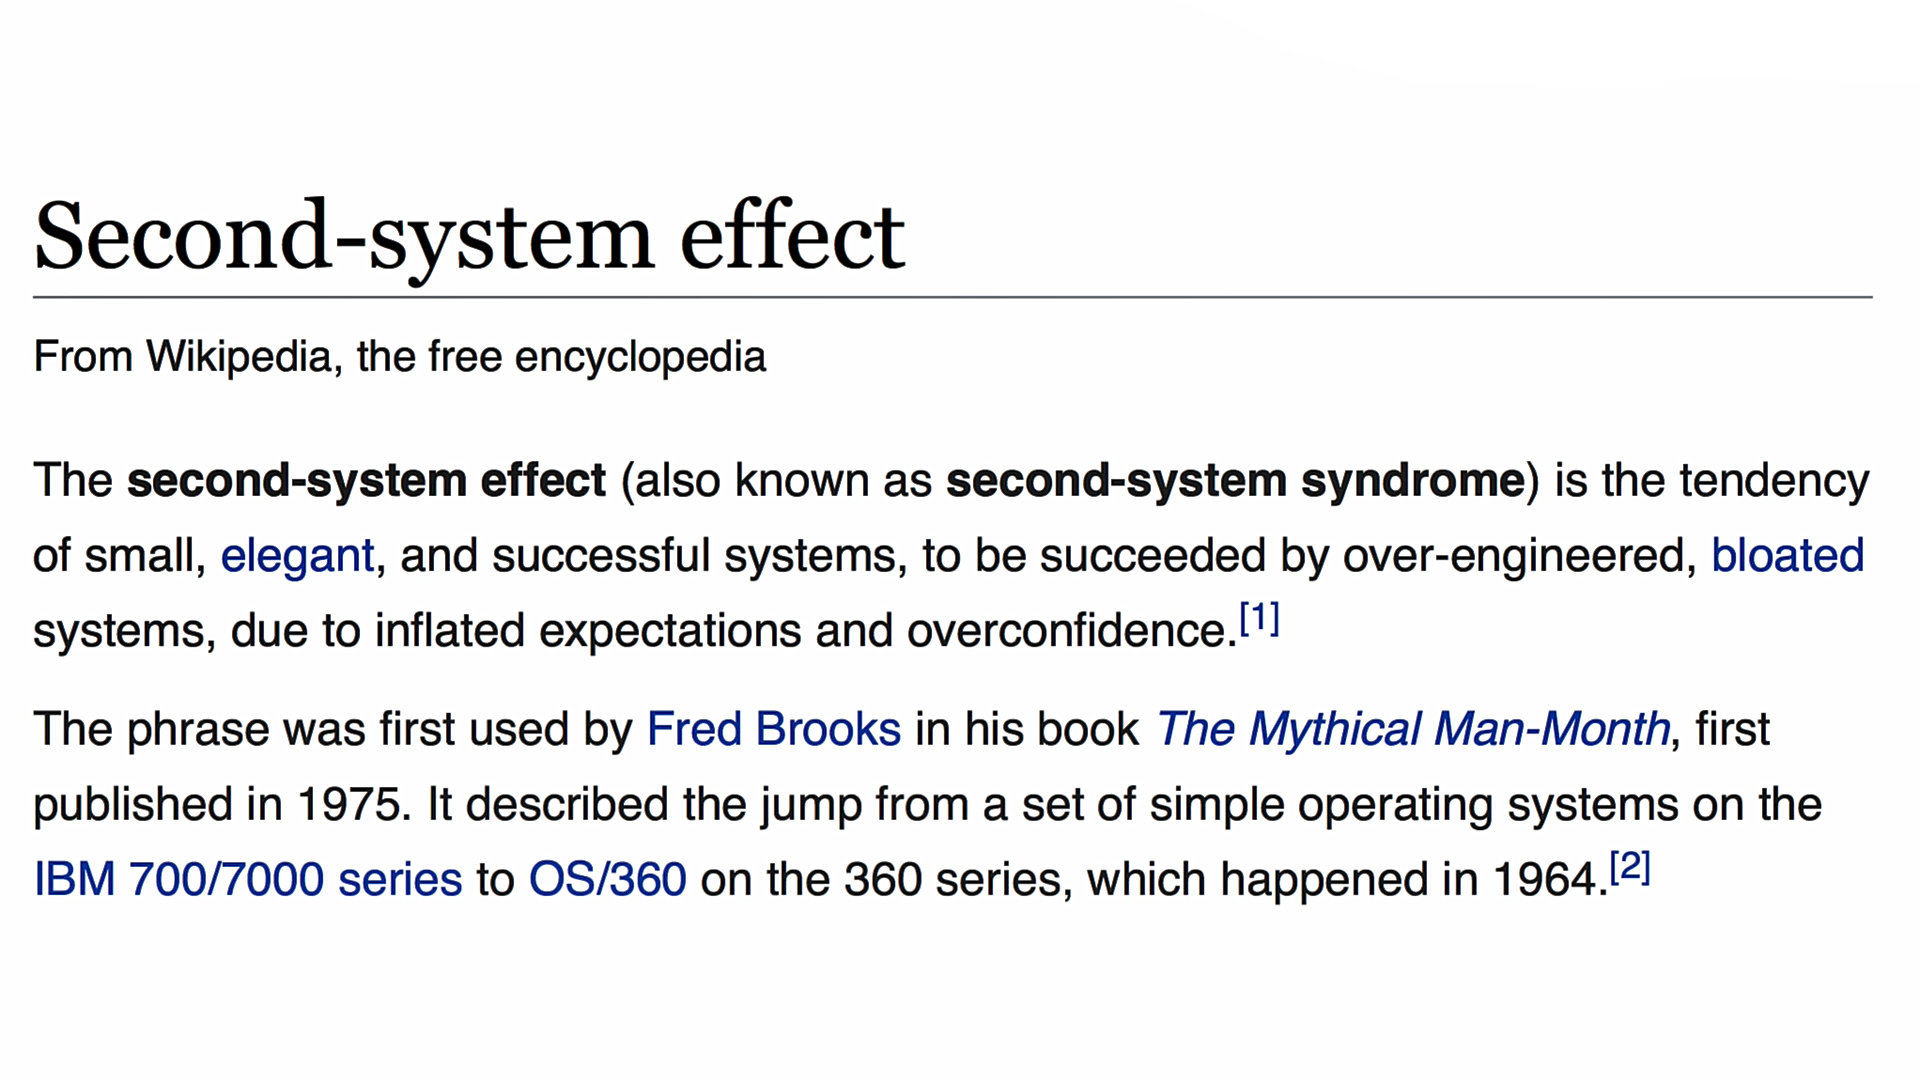 Second-system effect
From Wikipedia, the free encyclopedia
The second-system effect (also known as second-system syndrome) is the tendency
of small, elegant, and successful systems, to be succeeded by over-engineered, bloated
systems, due to inflated expectations and overconfidence.[1]
The phrase was first used by Fred Brooks in his book The Mythical Man-Month, first
published in 1975. It described the jump from a set of simple operating systems on the
IBM 700/7000 series to OS/360 on the 360 series, which happened in 1964.[2]